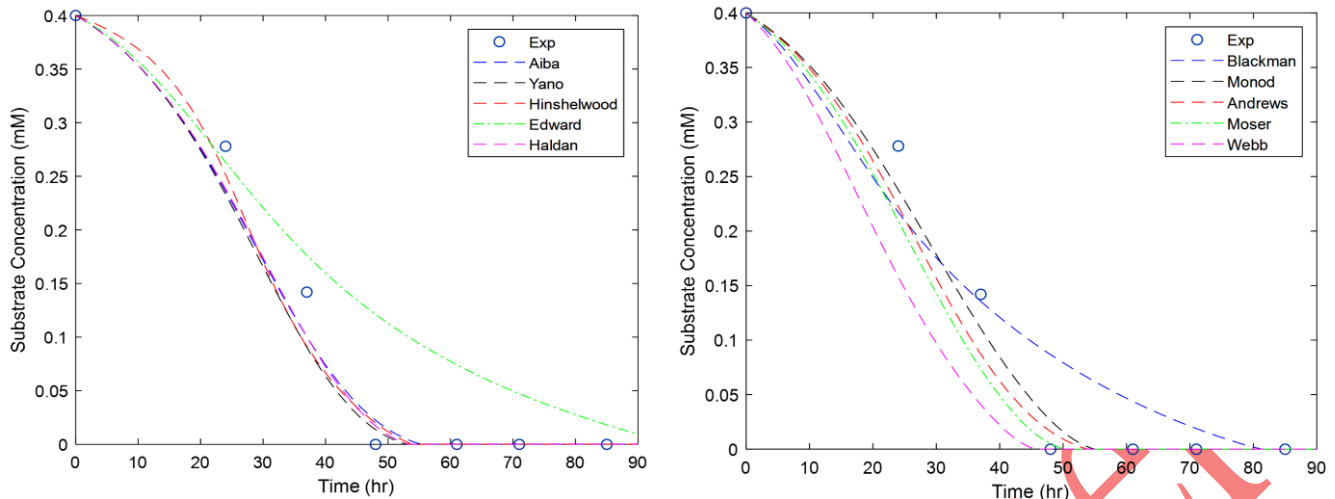 0.4
0.35
0.3
0.25
0.2
0.15
0.1
0.05
0
Substrate Concentration (mM)
0 10 20 30 40 50 60 70 80 90
Time (hr)
Exp
Aiba
Yano
Hinshelwood
Edward
Haldan
0.4
0.35
0.3
0.25
0.2
0.15
0.1
0.05
0
Substrate Concentration (mM)
0 10 20 30 40 50 60 70 80 90
Time (hr)
Exp
Blackman
Monod
Andrews
Moser
Webb